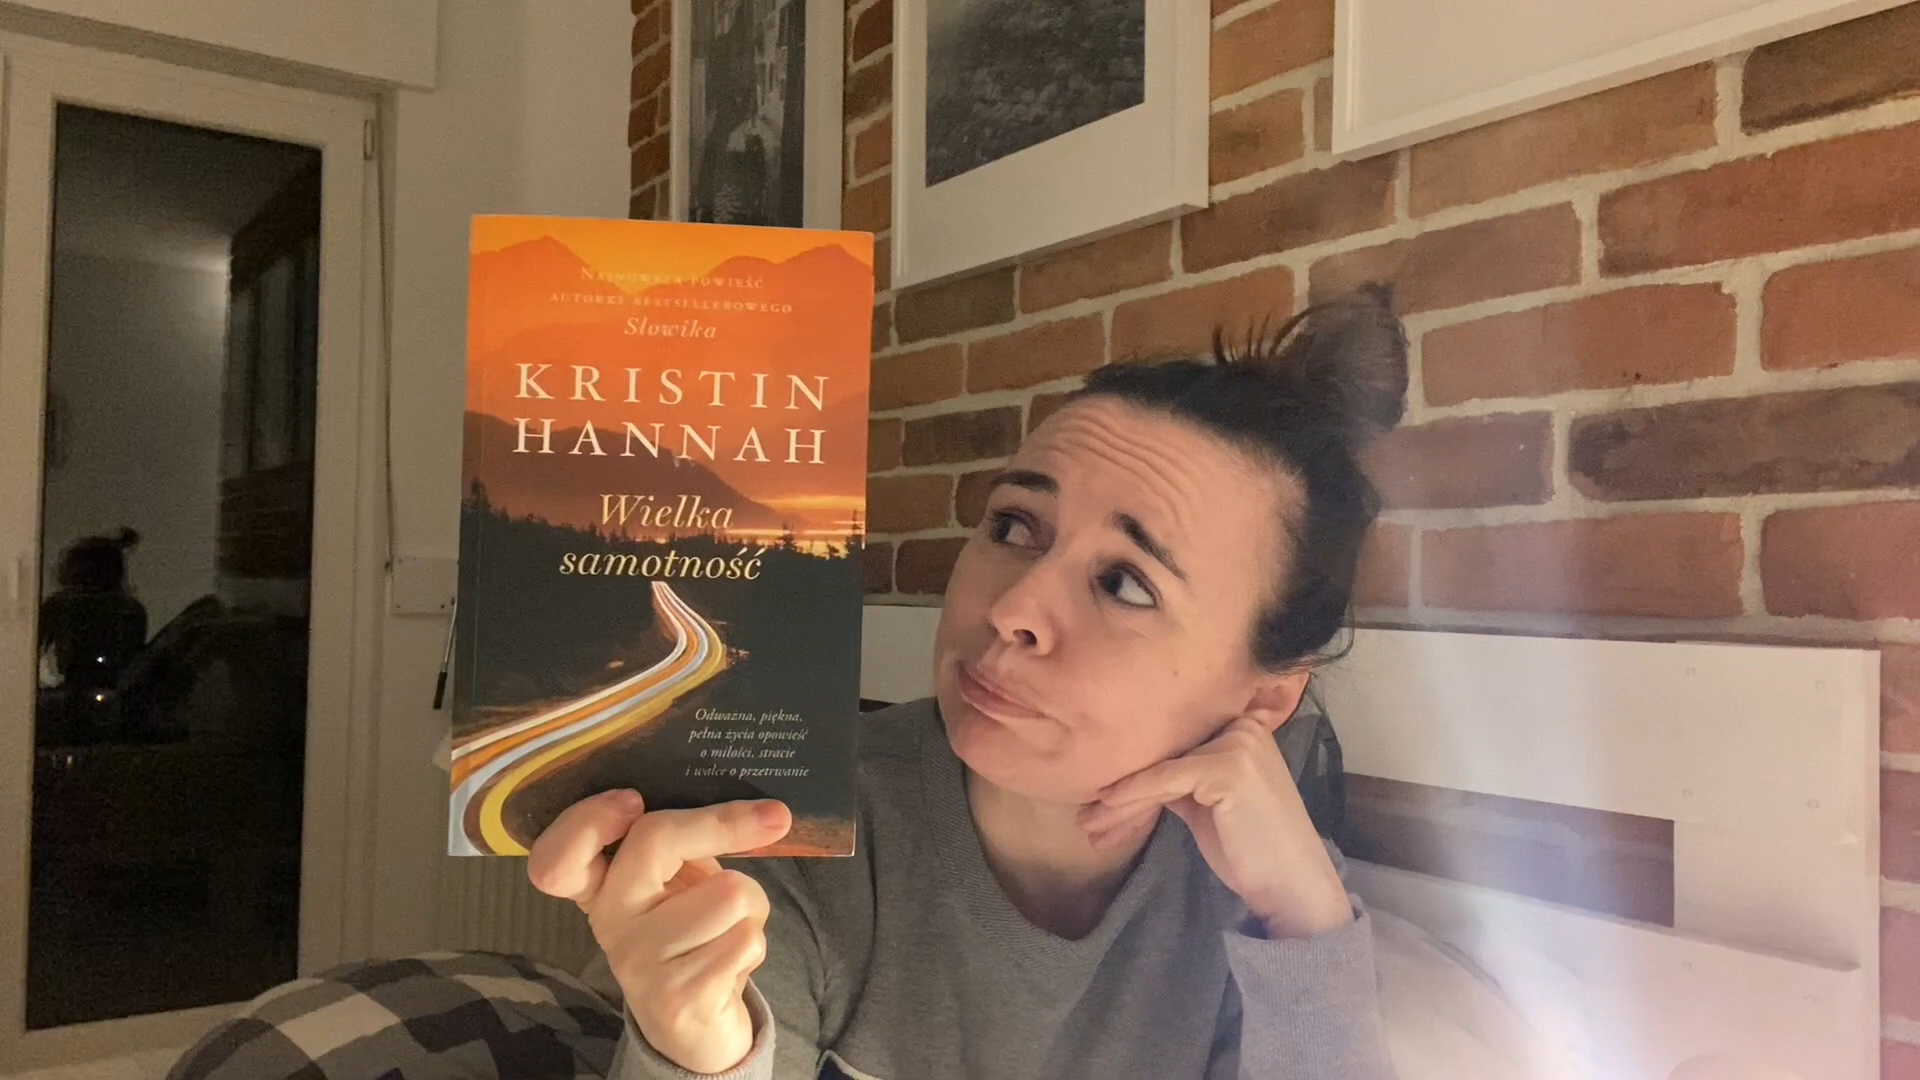 Najnowsza powieść
autorki bestsellerowego
Słowika
KRISTIN
HANNAH
Wielka
samotność
Odważna, piękna,
pełna życia opowieść
o miłości, stracie
i walce o przetrwanie